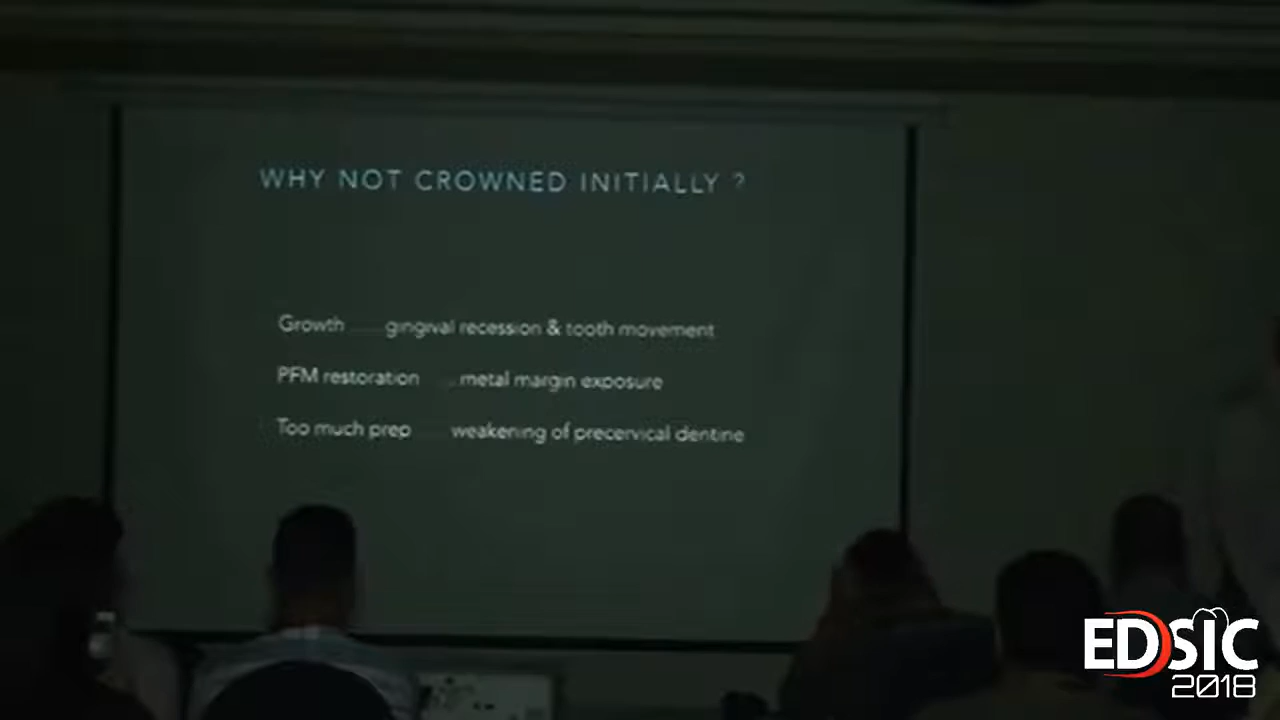 WHY NOT CROWNED INITIALLY ?
Growth ..... gingival recession & tooth movement
PFM restoration ..... metal margin exposure
Too much prep ..... weakening of precervical dentine
EDSIC
2018